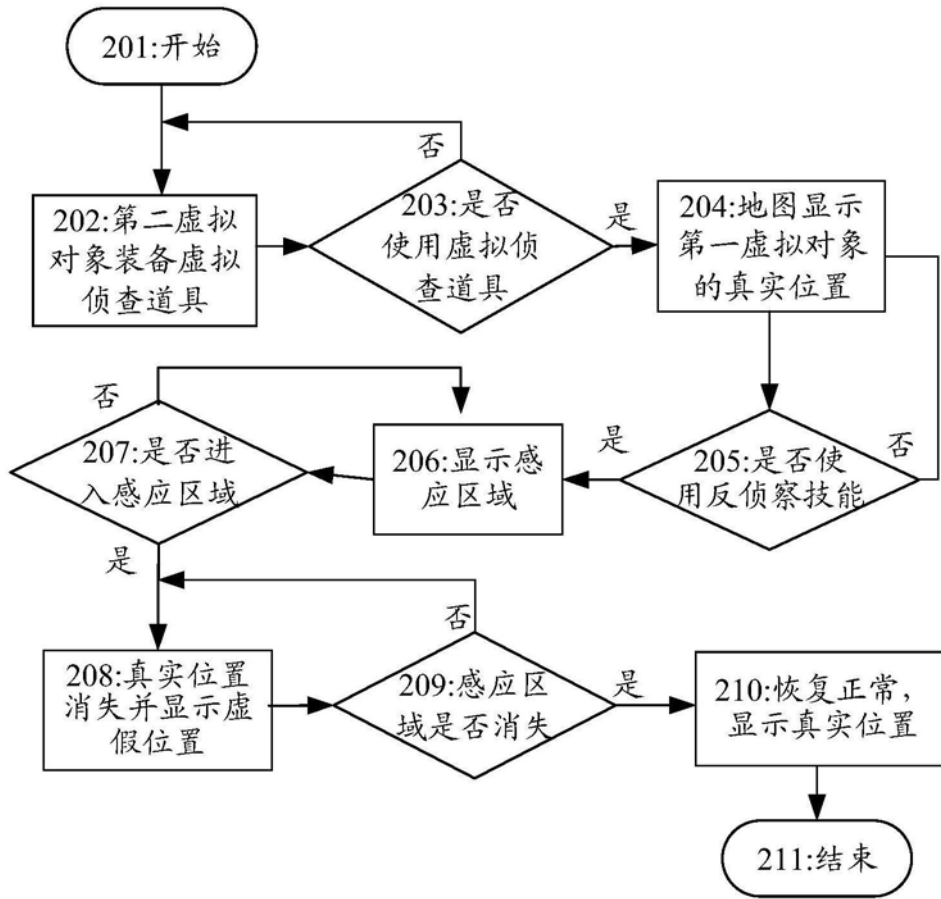 201:开始
否
202:第二虚拟
对象装备虚拟
侦查道具
203:是否
使用虚拟侦
查道具
是
204:地图显示
第一虚拟对象
的真实位置
否
207:是否进
入感应区域
206:显示感
应区域
是
205:是否使
用反侦察技能
否
是
208:真实位置
消失并显示虚
假位置
否
209:感应区
域是否消失
是
210:恢复正常,
显示真实位置
211:结束